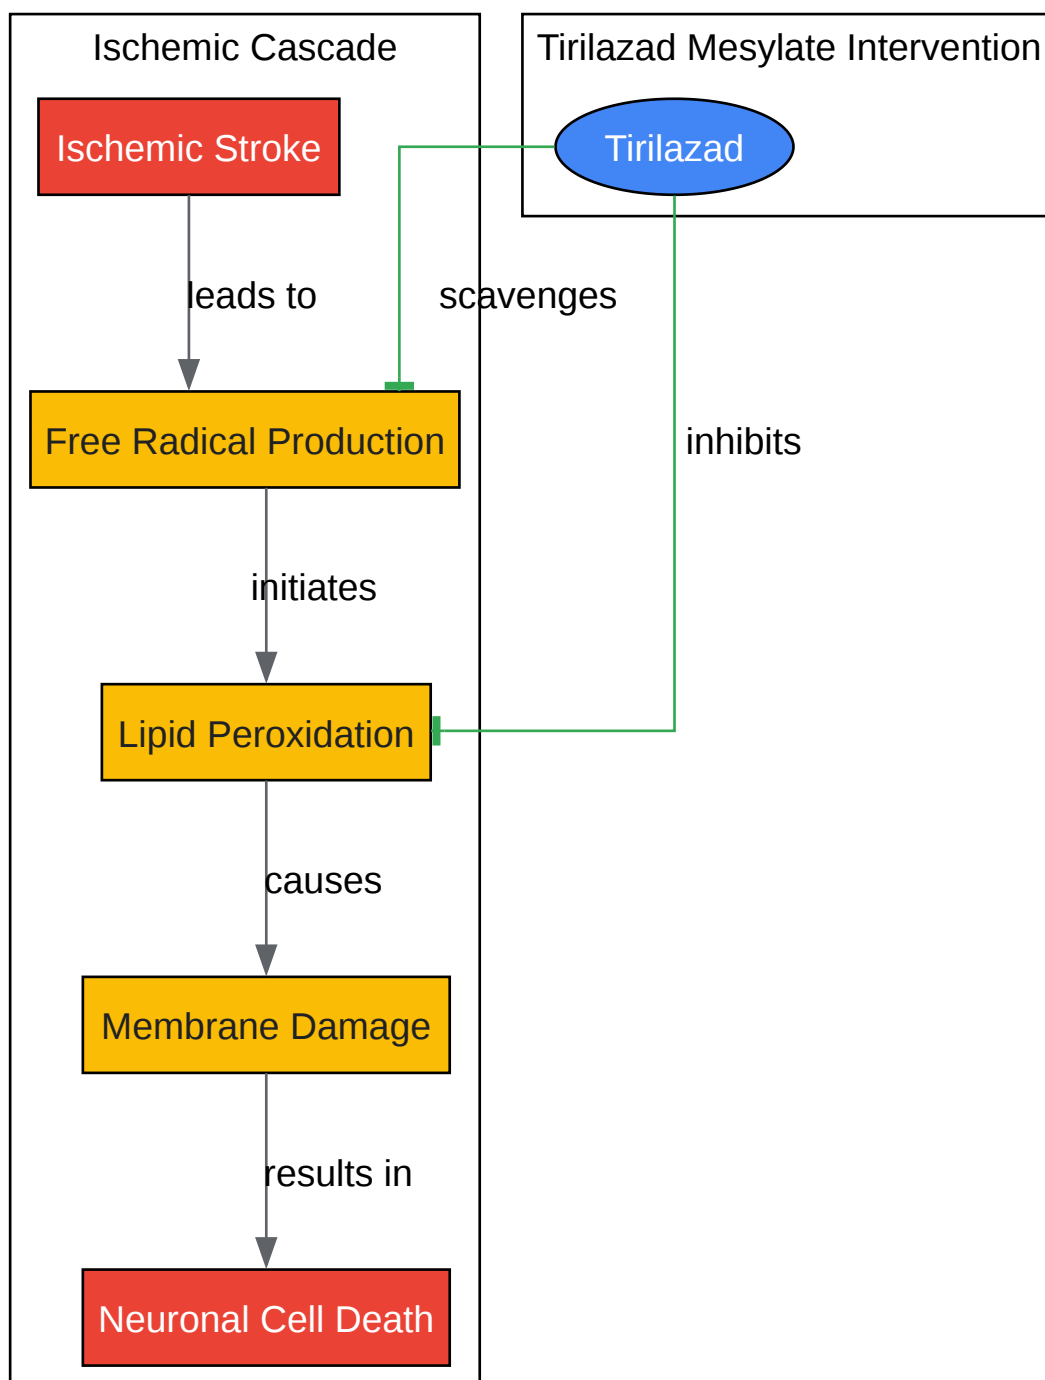 Ischemic Cascade
Tirilazad Mesylate Intervention
Ischemic Stroke
Tirilazad
leads to
scavenges
Free Radical Production
inhibits
initiates
Lipid Peroxidation
causes
Membrane Damage
results in
Neuronal Cell Death